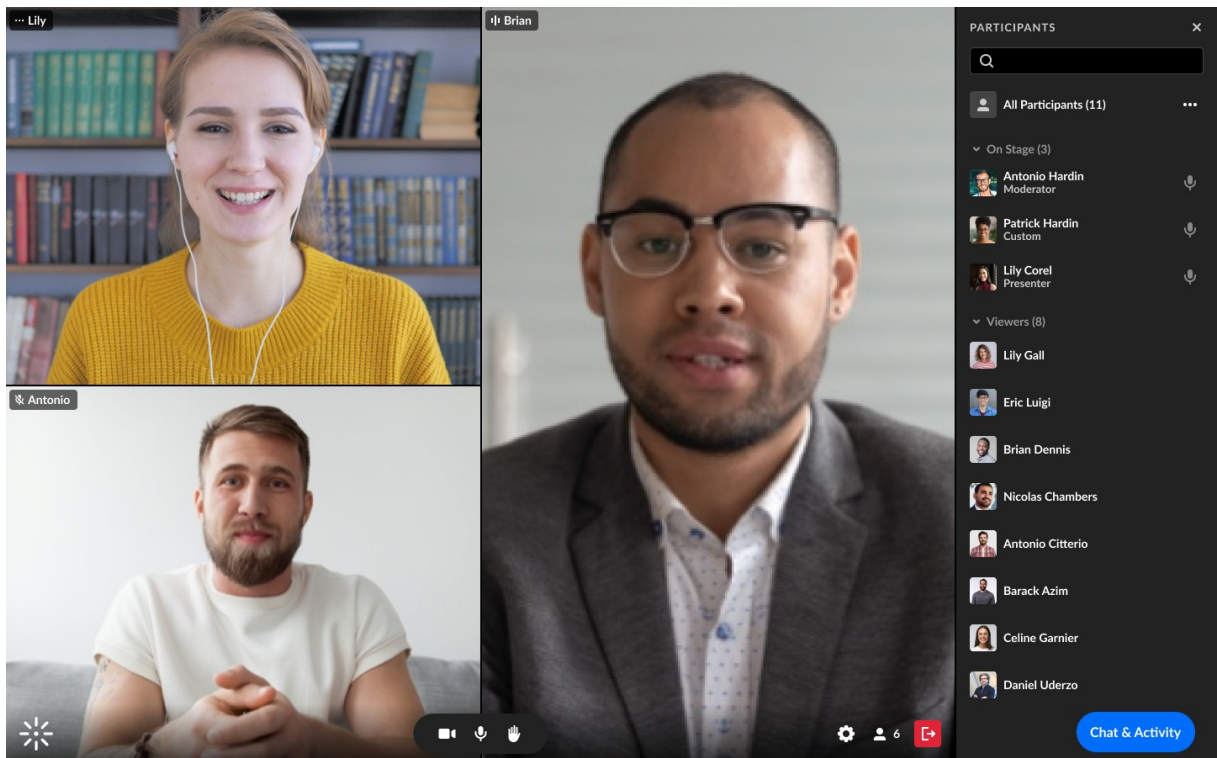 Lily
Brian
Antonio
6
PARTICIPANTS
All Participants (11)
On Stage (3)
Antonio Hardin
Moderator
Patrick Hardin
Custom
Lily Corel
Presenter
Viewers (8)
Lily Gall
Eric Luigi
Brian Dennis
Nicolas Chambers
Antonio Citterio
Barack Azim
Celine Garnier
Daniel Uderzo
Chat & Activity